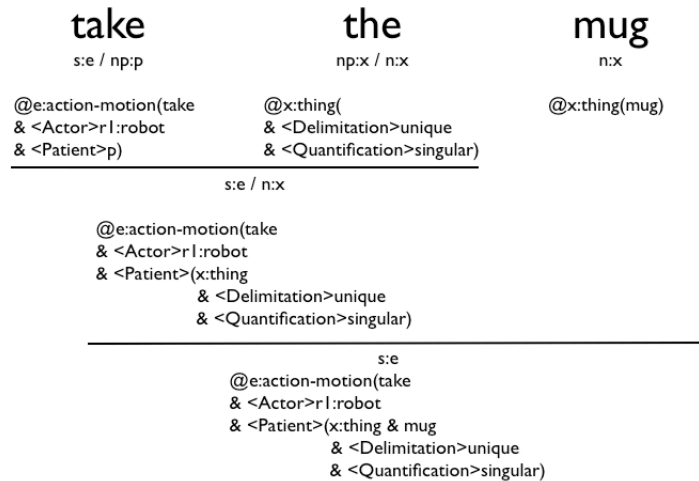 take the mug
s:e / np:p np:x / n:x n:x
@e:action-motion(take @x:thing( @x:thing(mug)
& <Actor>r1:robot & <Delimitation>unique
& <Patient>p) & <Quantification>singular)
s:e / n:x
@e:action-motion(take
& <Actor>r1:robot
& <Patient>(x:thing
& <Delimitation>unique
& <Quantification>singular)
s:e
@e:action-motion(take
& <Actor>r1:robot
& <Patient>(x:thing & mug
& <Delimitation>unique
& <Quantification>singular)